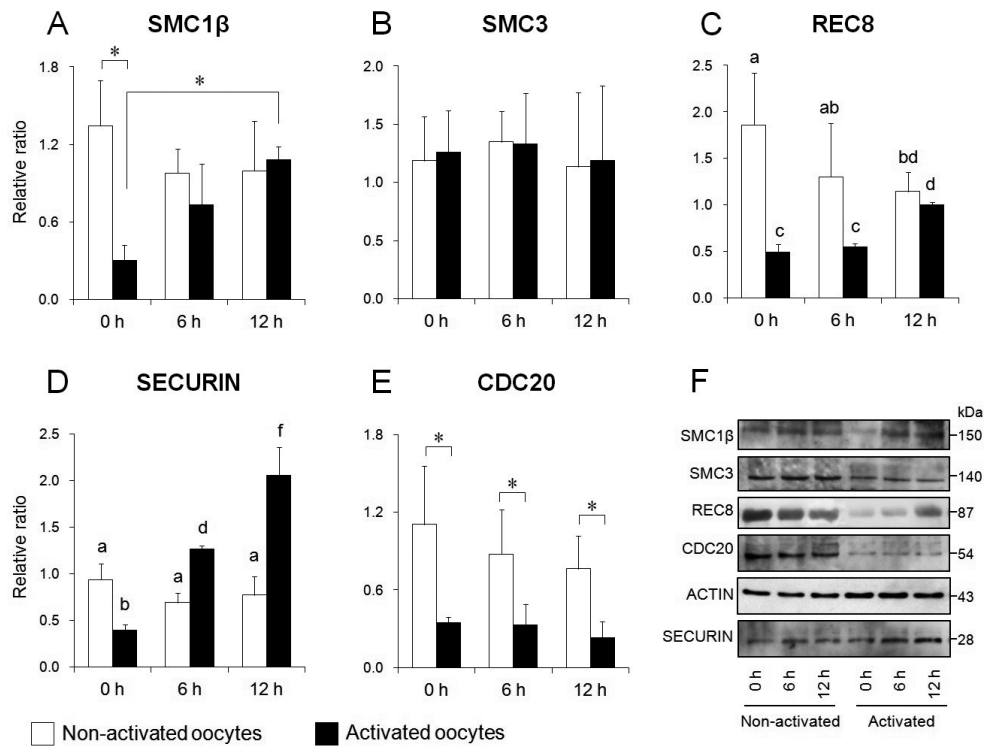 A SMC1β
Relative ratio
1.8
1.2
0.6
0.0
*
*
0 h 6 h 12 h
B SMC3
2.0
1.5
1.0
0.5
0.0
0 h 6 h 12 h
C REC8
2.5
2.0
1.5
1.0
0.5
0.0
a c ab c bd d
0 h 6 h 12 h
D SECURIN
Relative ratio
2.5
2.0
1.5
1.0
0.5
0.0
a b a d a f
0 h 6 h 12 h
E CDC20
1.8
1.2
0.6
0.0
* * *
0 h 6 h 12 h
F
kDa
SMC1β 150
SMC3 140
REC8 87
CDC20 54
ACTIN 43
SECURIN 28
0 h 6 h 12 h 0 h 6 h 12 h
Non-activated Activated
Non-activated oocytes Activated oocytes